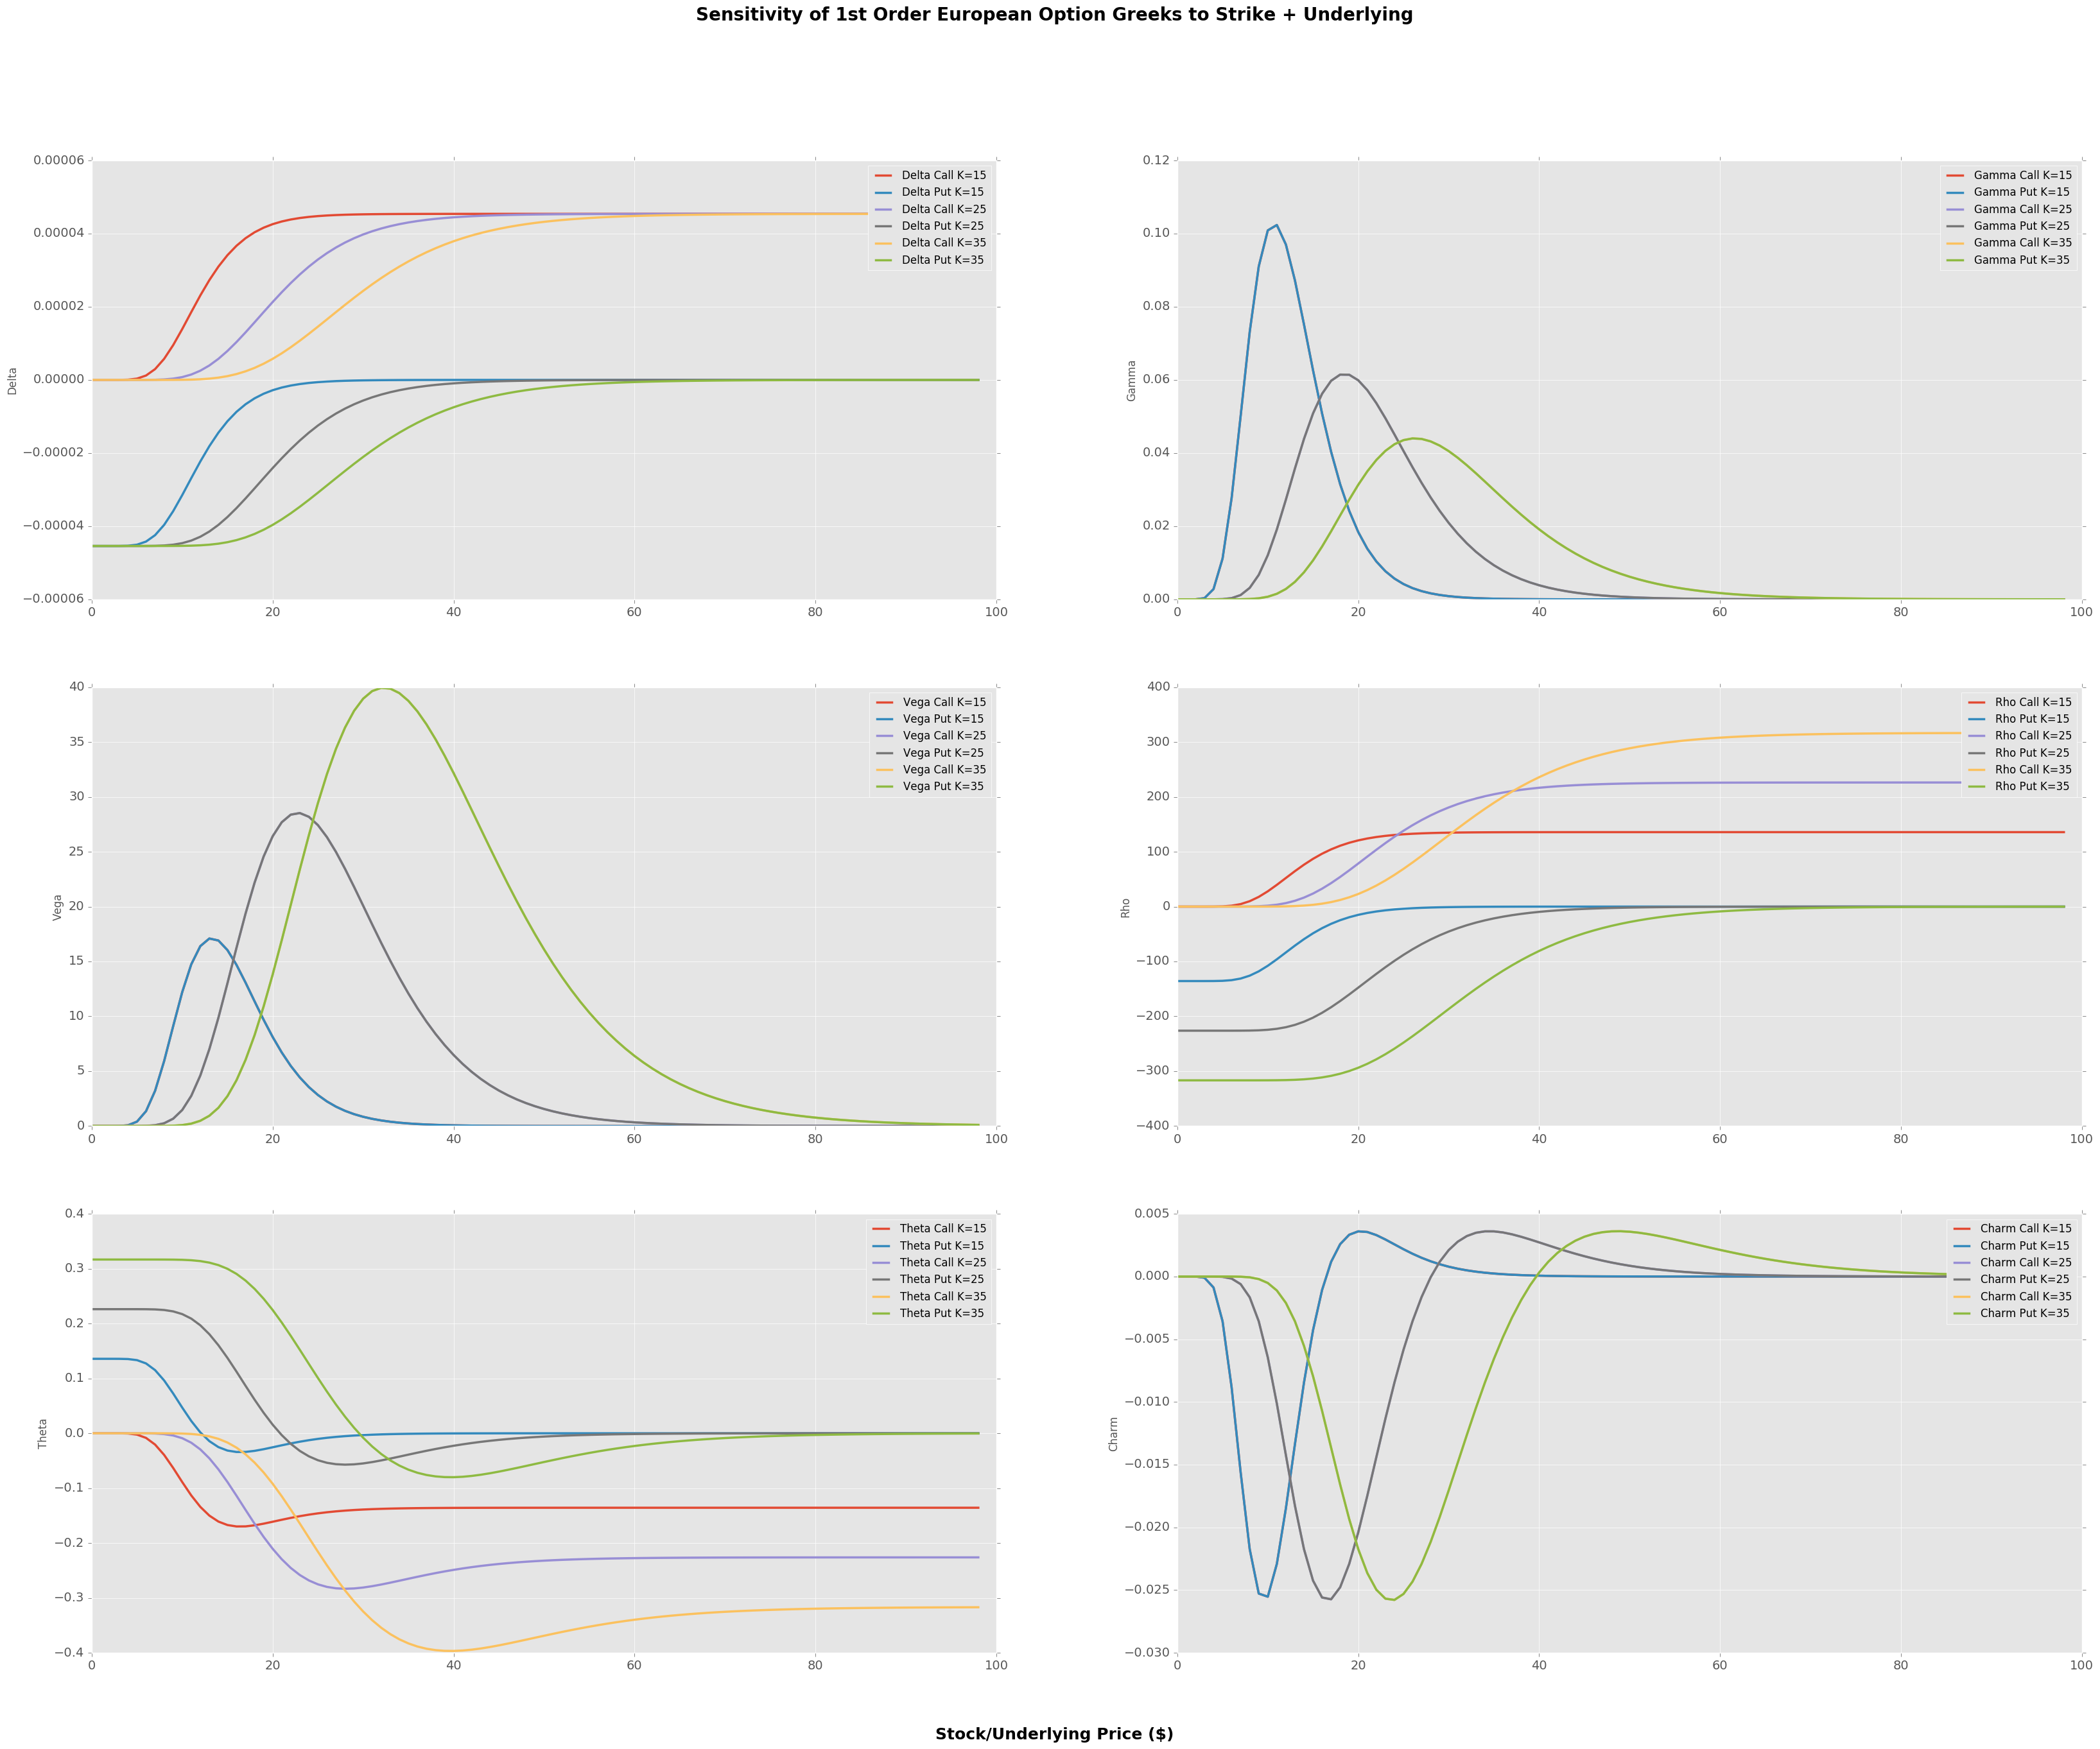 Sensitivity of 1st Order European Option Greeks to Strike + Underlying
0.00006
0.00004
0.00002
0.00000
−0.00002
−0.00004
−0.00006
Delta
0 20 40 60 80 100
Delta Call K=15
Delta Put K=15
Delta Call K=25
Delta Put K=25
Delta Call K=35
Delta Put K=35
0.12
0.10
0.08
0.06
0.04
0.02
0.00
Gamma
0 20 40 60 80 100
Gamma Call K=15
Gamma Put K=15
Gamma Call K=25
Gamma Put K=25
Gamma Call K=35
Gamma Put K=35
40
35
30
25
20
15
10
5
0
Vega
0 20 40 60 80 100
Vega Call K=15
Vega Put K=15
Vega Call K=25
Vega Put K=25
Vega Call K=35
Vega Put K=35
400
300
200
100
0
−100
−200
−300
−400
Rho
0 20 40 60 80 100
Rho Call K=15
Rho Put K=15
Rho Call K=25
Rho Put K=25
Rho Call K=35
Rho Put K=35
0.4
0.3
0.2
0.1
0.0
−0.1
−0.2
−0.3
−0.4
Theta
0 20 40 60 80 100
Theta Call K=15
Theta Put K=15
Theta Call K=25
Theta Put K=25
Theta Call K=35
Theta Put K=35
0.005
0.000
−0.005
−0.010
−0.015
−0.020
−0.025
−0.030
Charm
0 20 40 60 80 100
Charm Call K=15
Charm Put K=15
Charm Call K=25
Charm Put K=25
Charm Call K=35
Charm Put K=35
Stock/Underlying Price ($)